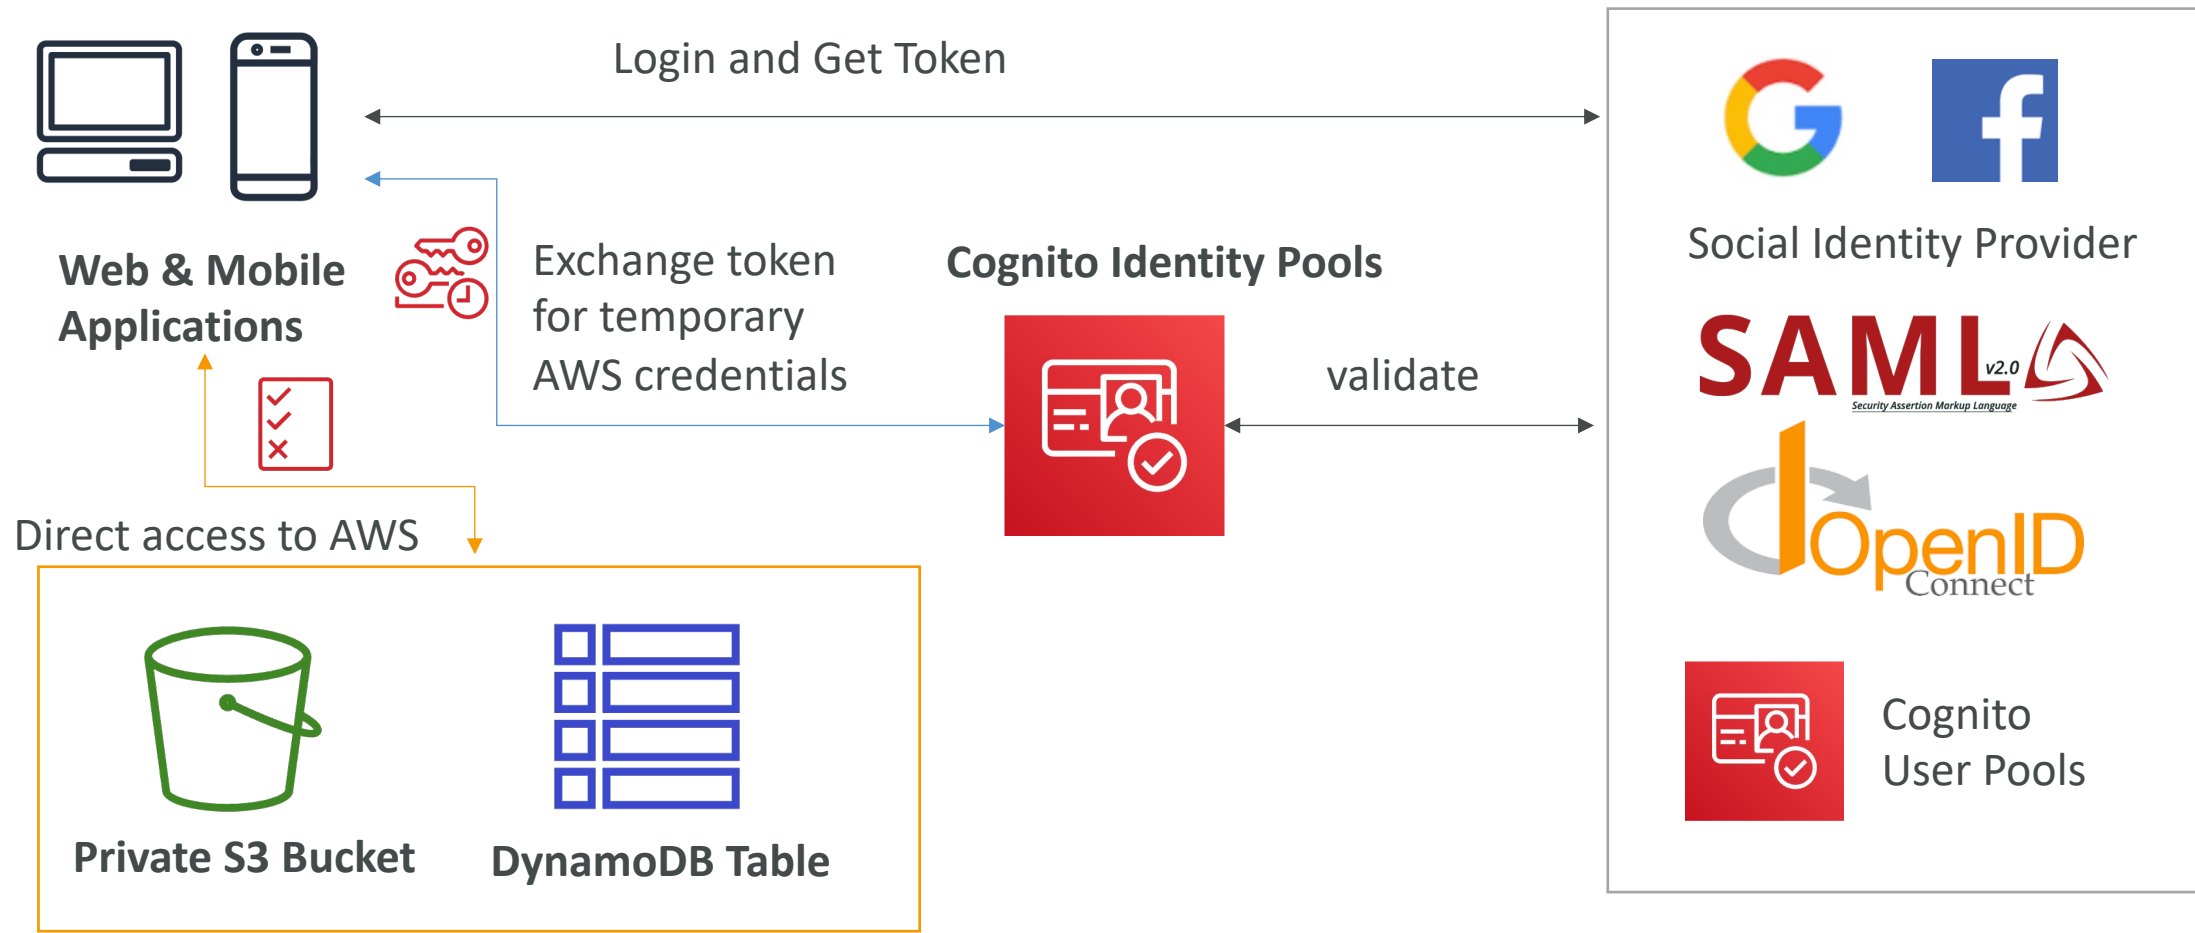 Login and Get Token
Web & Mobile
Applications
Exchange token
for temporary
AWS credentials
Cognito Identity Pools
validate
Social Identity Provider
SAML
v2.0
Security Assertion Markup Language
OpenID
Connect
Cognito
User Pools
Direct access to AWS
Private S3 Bucket
DynamoDB Table